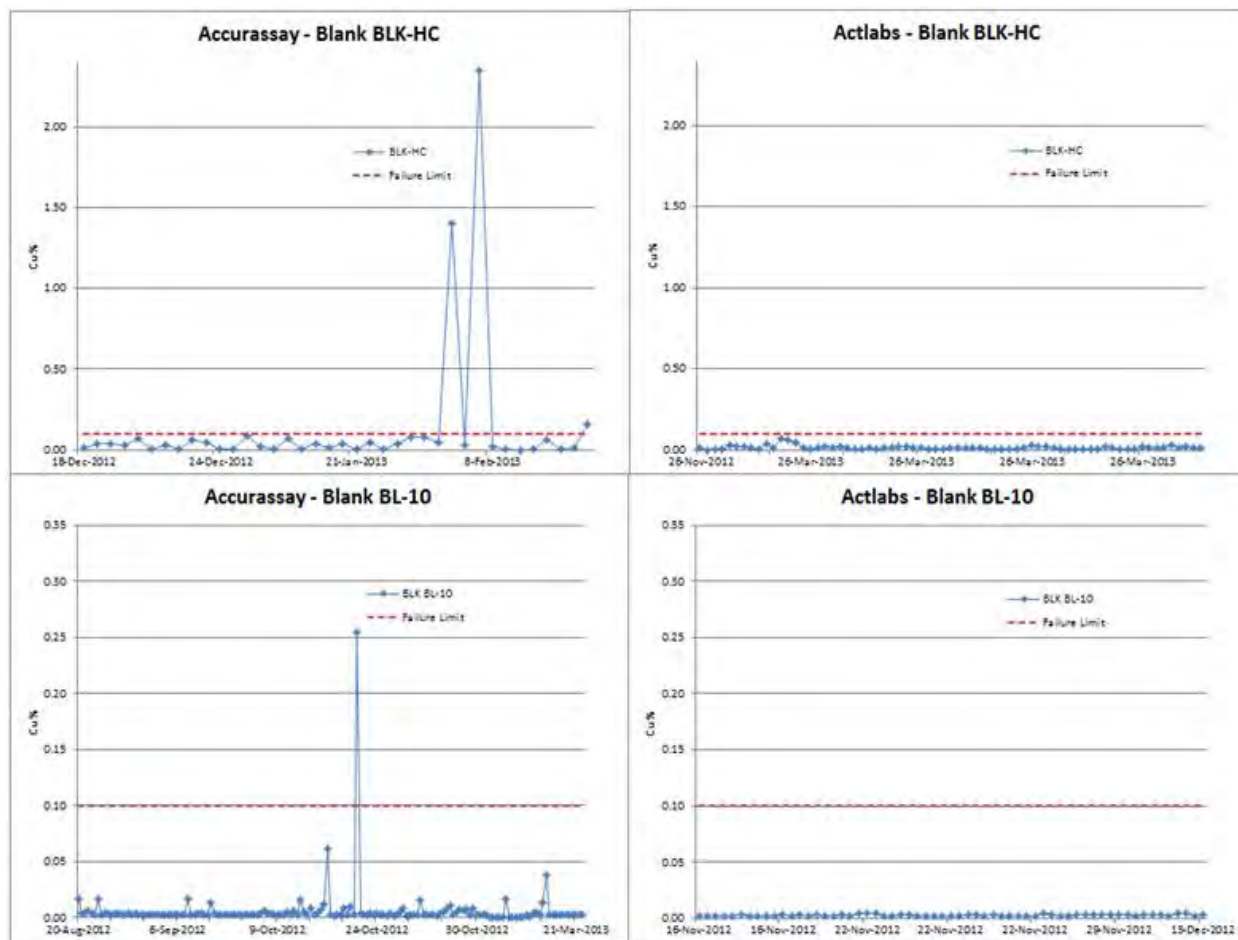 Accurassay - Blank BLK-HC
2.00
1.50
1.00
0.50
0.00
Cu%
BLK-HC
Failure Limit
18-Dec-2012 24-Dec-2012 21-Jan-2013 8-Feb-2013
Actlabs - Blank BLK-HC
2.00
1.50
1.00
0.50
0.00
Cu%
BLK-HC
Failure Limit
26-Nov-2012 26-Mar-2013 26-Mar-2013 26-Mar-2013 26-Mar-2013
Accurassay - Blank BL-10
0.35
0.30
0.25
0.20
0.15
0.10
0.05
0.00
Cu%
BLK BL-10
Failure Limit
20-Aug-2012 6-Sep-2012 9-Oct-2012 24-Oct-2012 30-Oct-2012 21-Mar-2013
Actlabs - Blank BL-10
0.35
0.30
0.25
0.20
0.15
0.10
0.05
0.00
Cu%
BLK BL-10
Failure Limit
16-Nov-2012 16-Nov-2012 22-Nov-2012 22-Nov-2012 29-Nov-2012 15-Dec-2012